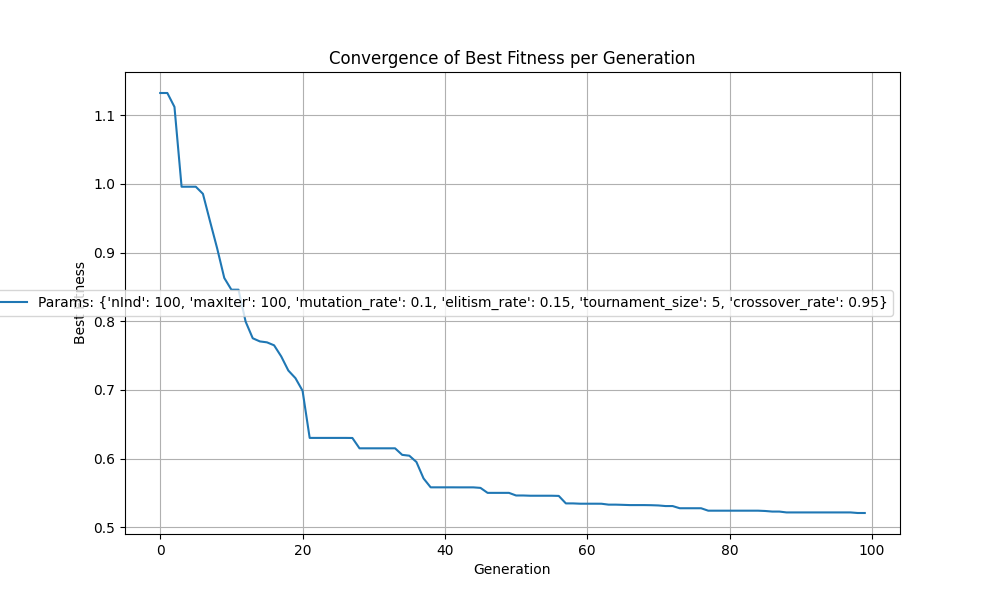 Convergence of Best Fitness per Generation
1.1
1.0
0.9
0.8
0.7
0.6
0.5
Best
Params: {'nInd': 100, 'maxIter': 100, 'mutation_rate': 0.1, 'elitism_rate': 0.15, 'tournament_size': 5, 'crossover_rate': 0.95}
0 20 40 60 80 100
Generation